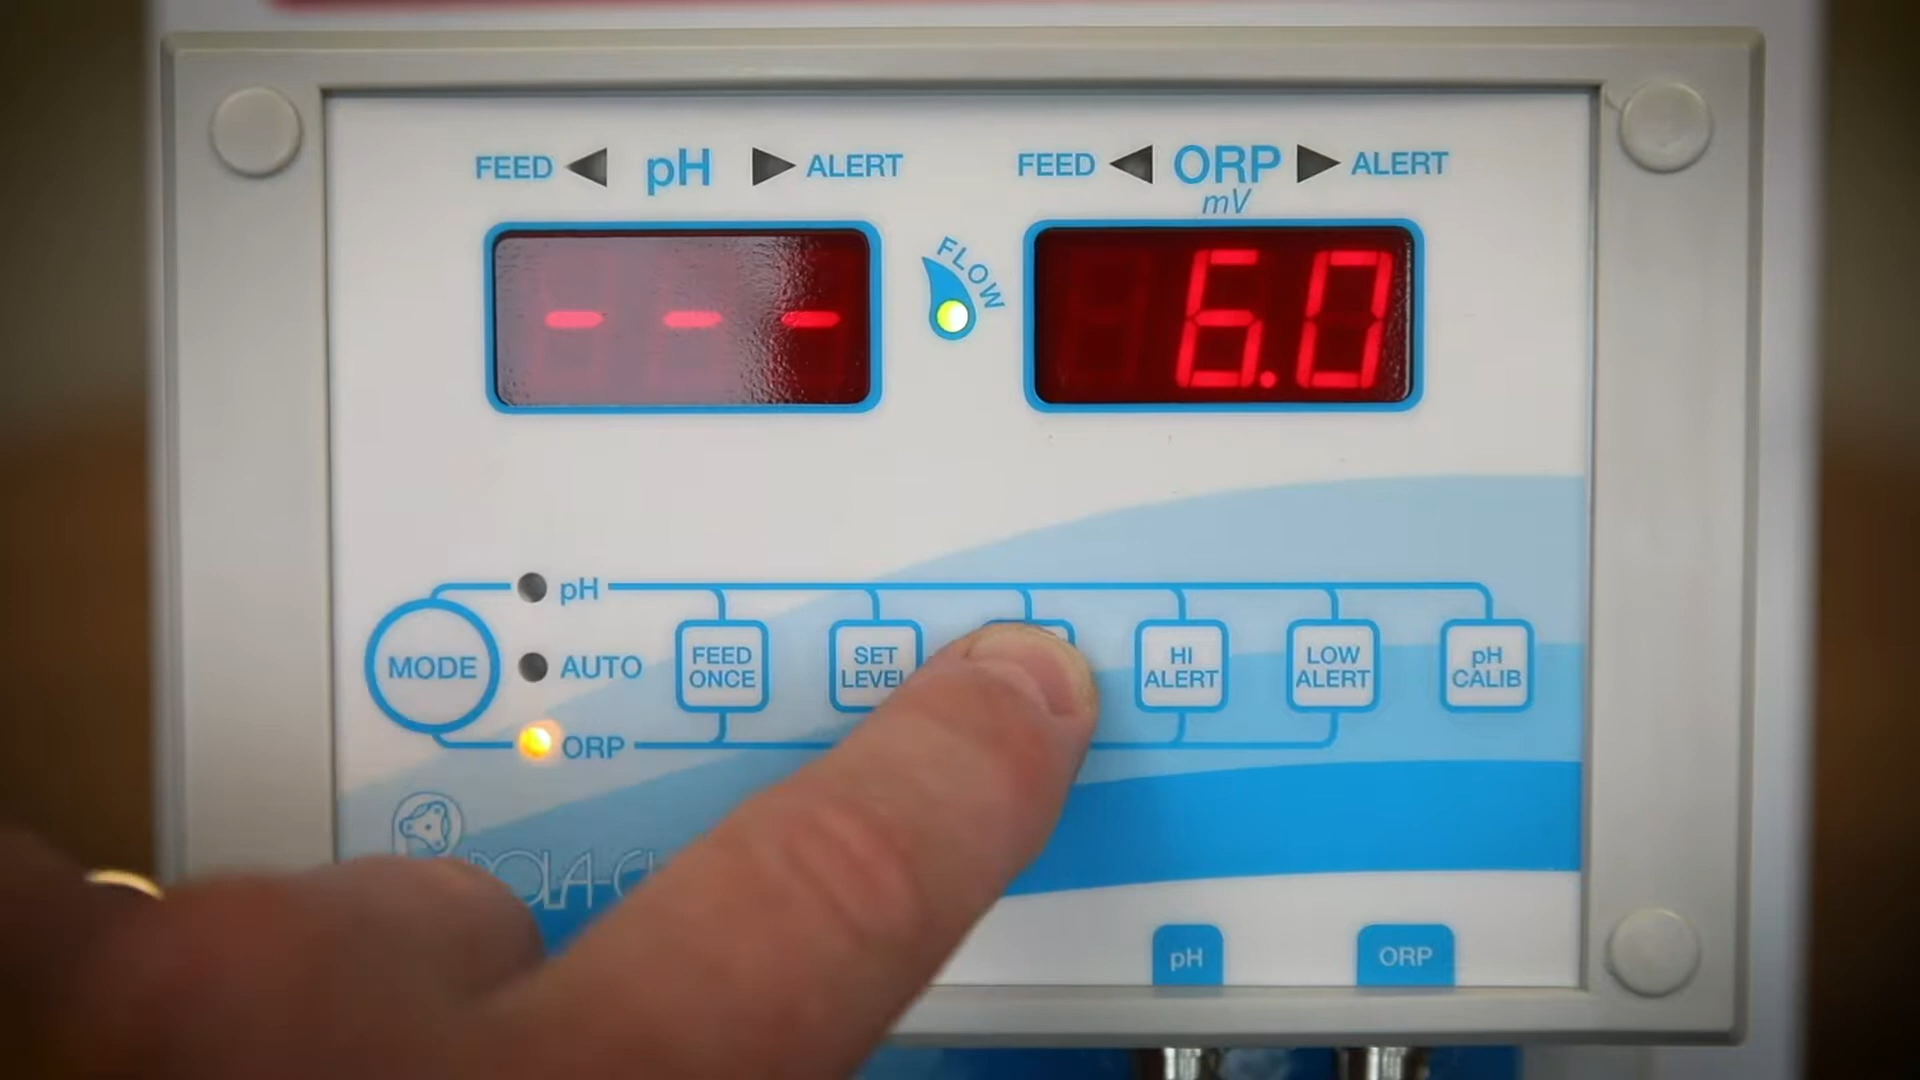 FEED pH ALERT
FEED ORP ALERT
mV
FLOW
- - -
6.0
pH
MODE
AUTO
ORP
FEED ONCE
SET LEVEL
HI ALERT
LOW ALERT
pH CALIB
pH
ORP